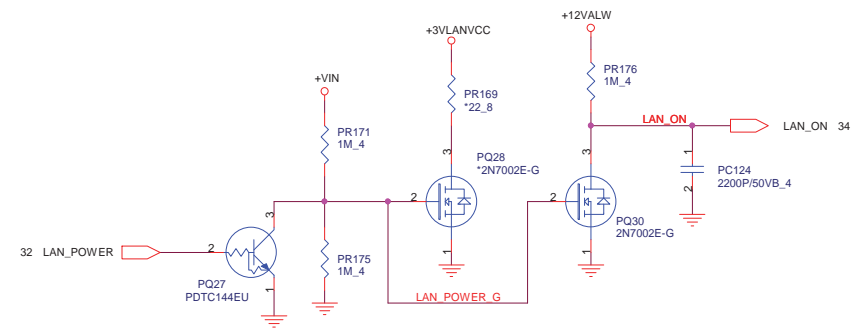 +12VALW
+3VLANVCC
+VIN
PR176
1M_4
PR169
*22_8
LAN_ON
LAN_ON 34
PR171
1M_4
3
3
1
PQ28
*2N7002E-G
PC124
2200P/50VB_4
2
2
2
3
PQ30
2N7002E-G
32 LAN_POWER
2
PR175
1M_4
1
1
PQ27
PDTC144EU
1
LAN_POWER_G